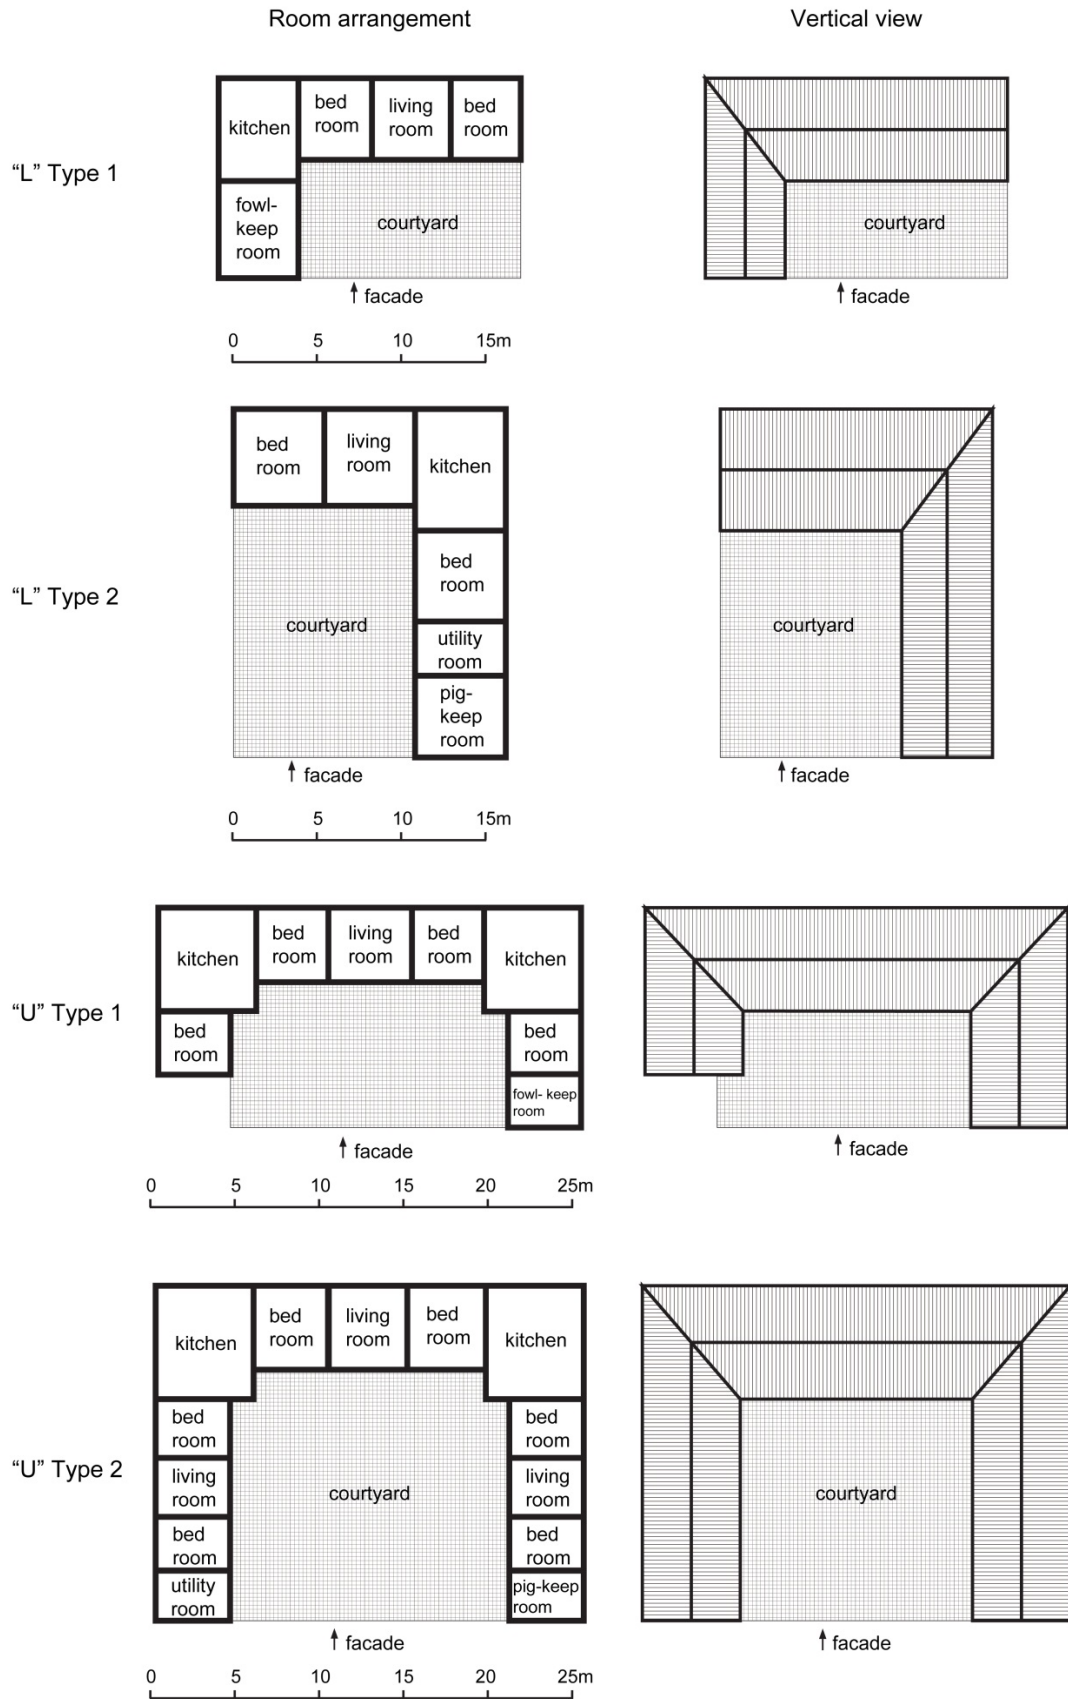 Room arrangement
Vertical view
“L” Type 1
kitchen
bed
room
living
room
bed
room
fowl-
keep
room
courtyard
facade
courtyard
facade
0 5 10 15m
“L” Type 2
bed
room
living
room
kitchen
bed
room
utility
room
pig-
keep
room
courtyard
facade
courtyard
facade
0 5 10 15m
“U” Type 1
kitchen
bed
room
living
room
bed
room
kitchen
bed
room
bed
room
fowl- keep
room
facade
facade
0 5 10 15 20 25m
“U” Type 2
kitchen
bed
room
living
room
bed
room
kitchen
bed
room
living
room
bed
room
utility
room
courtyard
bed
room
living
room
bed
room
pig-keep
room
facade
courtyard
facade
0 5 10 15 20 25m